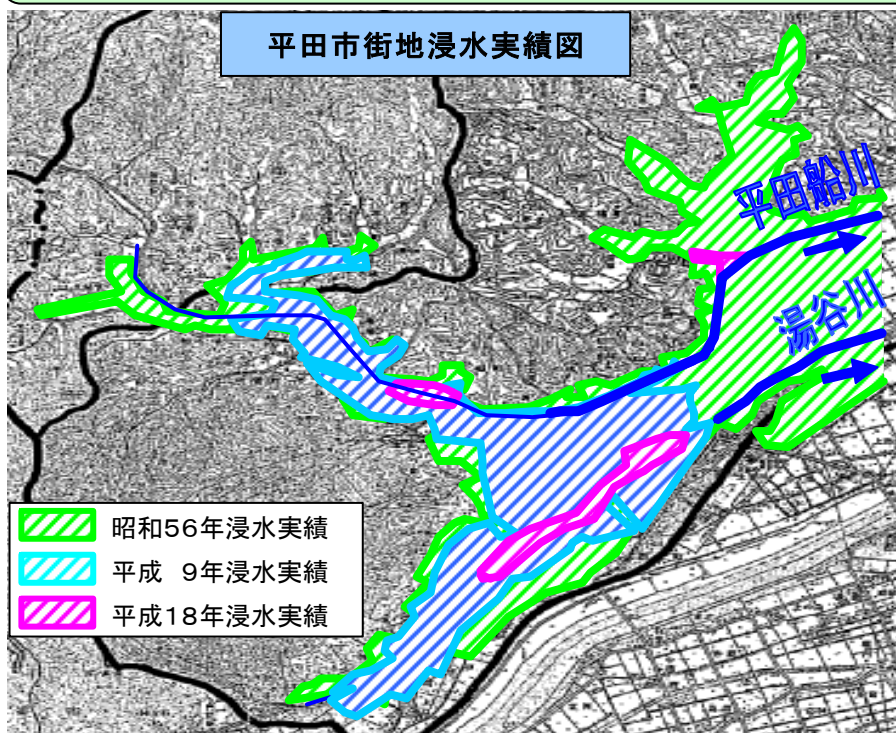 平田市街地浸水実績図
平田船川
湯谷川
昭和56年浸水実績
平成 9年浸水実績
平成18年浸水実績